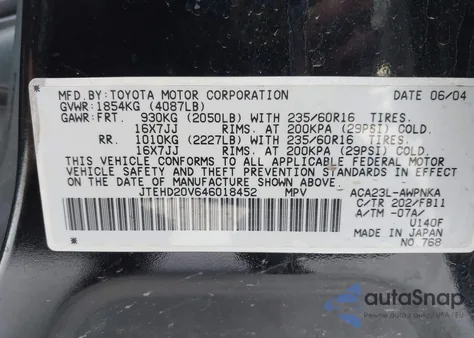 MFD.BY:TOYOTA MOTOR CORPORATION DATE 06/04
GVWR:1854KG (4087LB)
GAWR:FRT. 930KG (2050LB) WITH 235/60R16 TIRES.
16X7JJ RIMS. AT 200KPA (29PSI) COLD.
RR. 1010KG (2227LB) WITH 235/60R16 TIRES.
16X7JJ RIMS. AT 200KPA (29PSI) COLD.
THIS VEHICLE CONFORMS TO ALL APPLICABLE FEDERAL MOTOR
VEHICLE SAFETY AND THEFT PREVENTION STANDARDS IN EFFECT
ON THE DATE OF MANUFACTURE SHOWN ABOVE.
JTEHD20V646018452 MPV ACA23L-AWPNKA
C/TR 202/FB11
A/TM -07A/
U140F
MADE IN JAPAN
NO.768
autoSnap